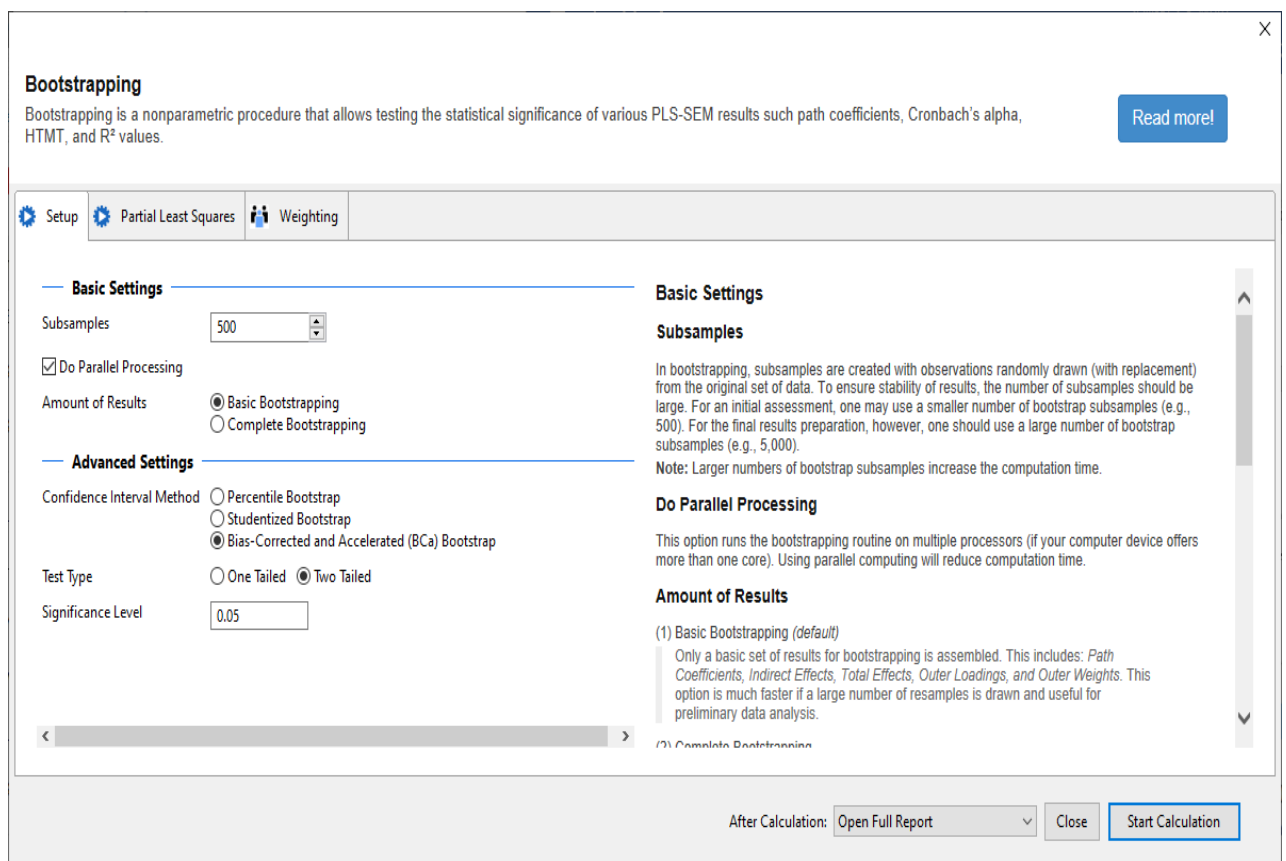 X
Bootstrapping
Bootstrapping is a nonparametric procedure that allows testing the statistical significance of various PLS-SEM results such path coefficients, Cronbach's alpha,
HTMT, and R² values.
Read more!
Setup
Partial Least Squares
Weighting
Basic Settings
Subsamples
500
Do Parallel Processing
Amount of Results
Basic Bootstrapping
Complete Bootstrapping
Advanced Settings
Confidence Interval Method
Percentile Bootstrap
Studentized Bootstrap
Bias-Corrected and Accelerated (BCa) Bootstrap
Test Type
One Tailed
Two Tailed
Significance Level
0.05
Basic Settings
Subsamples
In bootstrapping, subsamples are created with observations randomly drawn (with replacement)
from the original set of data. To ensure stability of results, the number of subsamples should be
large. For an initial assessment, one may use a smaller number of bootstrap subsamples (e.g.,
500). For the final results preparation, however, one should use a large number of bootstrap
subsamples (e.g., 5,000).
Note: Larger numbers of bootstrap subsamples increase the computation time.
Do Parallel Processing
This option runs the bootstrapping routine on multiple processors (if your computer device offers
more than one core). Using parallel computing will reduce computation time.
Amount of Results
(1) Basic Bootstrapping (default)
Only a basic set of results for bootstrapping is assembled. This includes: Path
Coefficients, Indirect Effects, Total Effects, Outer Loadings, and Outer Weights. This
option is much faster if a large number of resamples is drawn and useful for
preliminary data analysis.
(2) Complete Bootstrapping
After Calculation:
Open Full Report
Close
Start Calculation